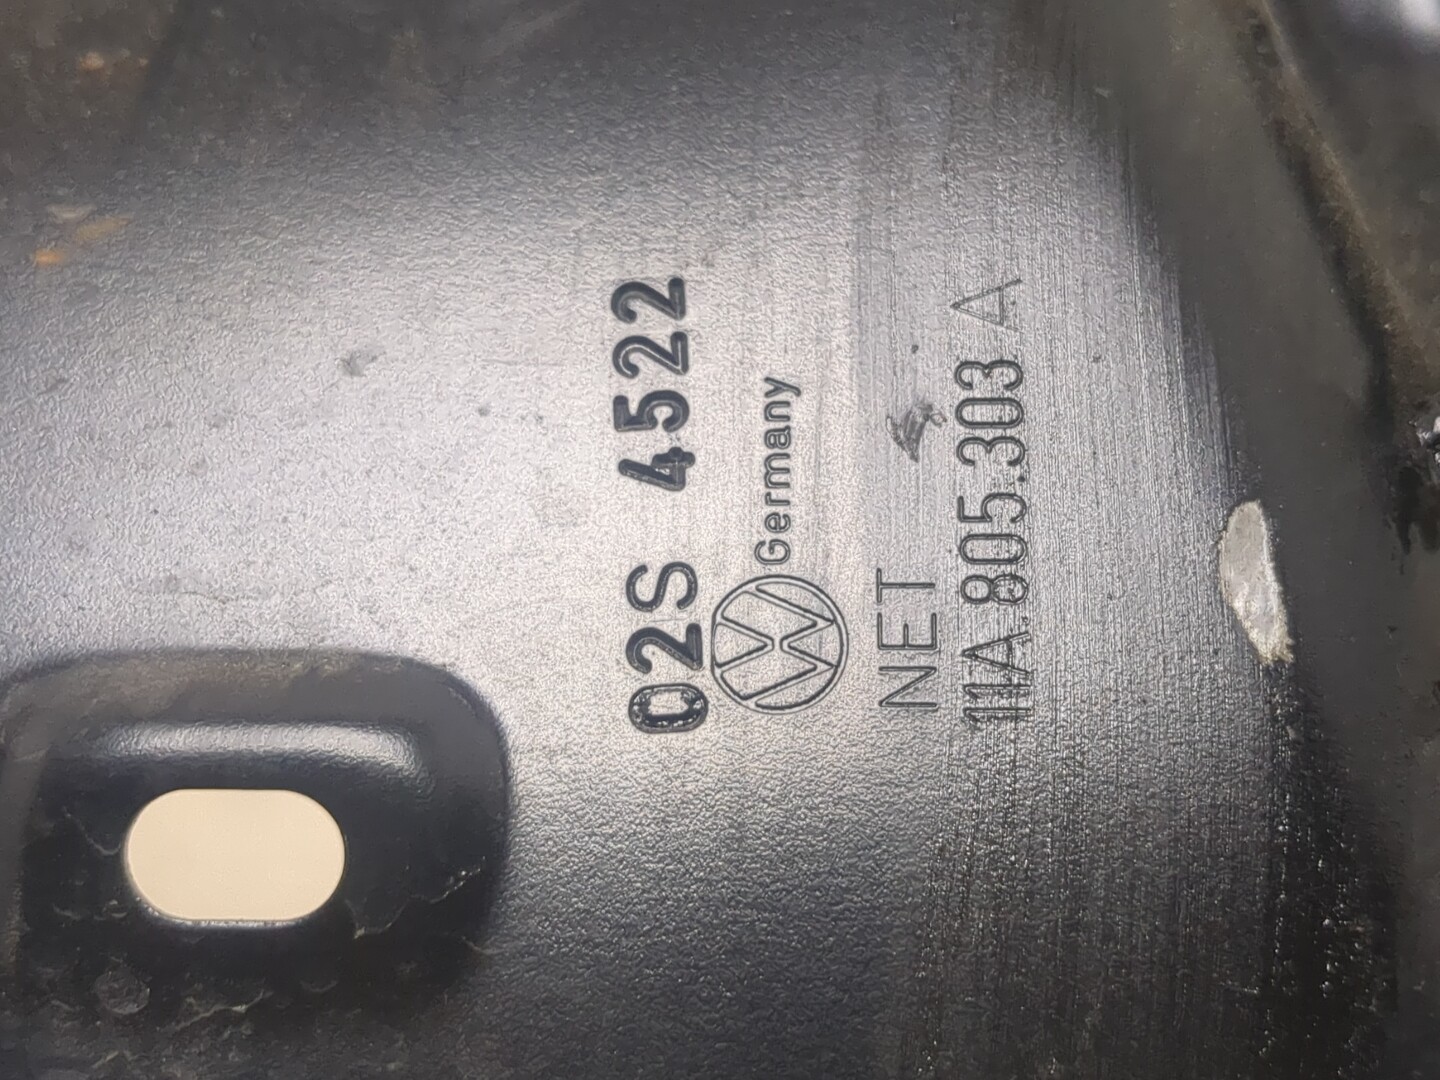 02S 4522
Germany
NET
11A 805.303 A